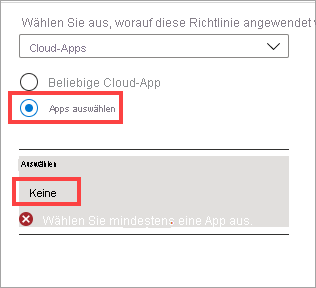 Wählen Sie aus, worauf diese Richtlinie angewendet
Cloud-Apps
Beliebige Cloud-App
Apps auswählen
Auswählen
Keine
Wählen Sie mindestens eine App aus.